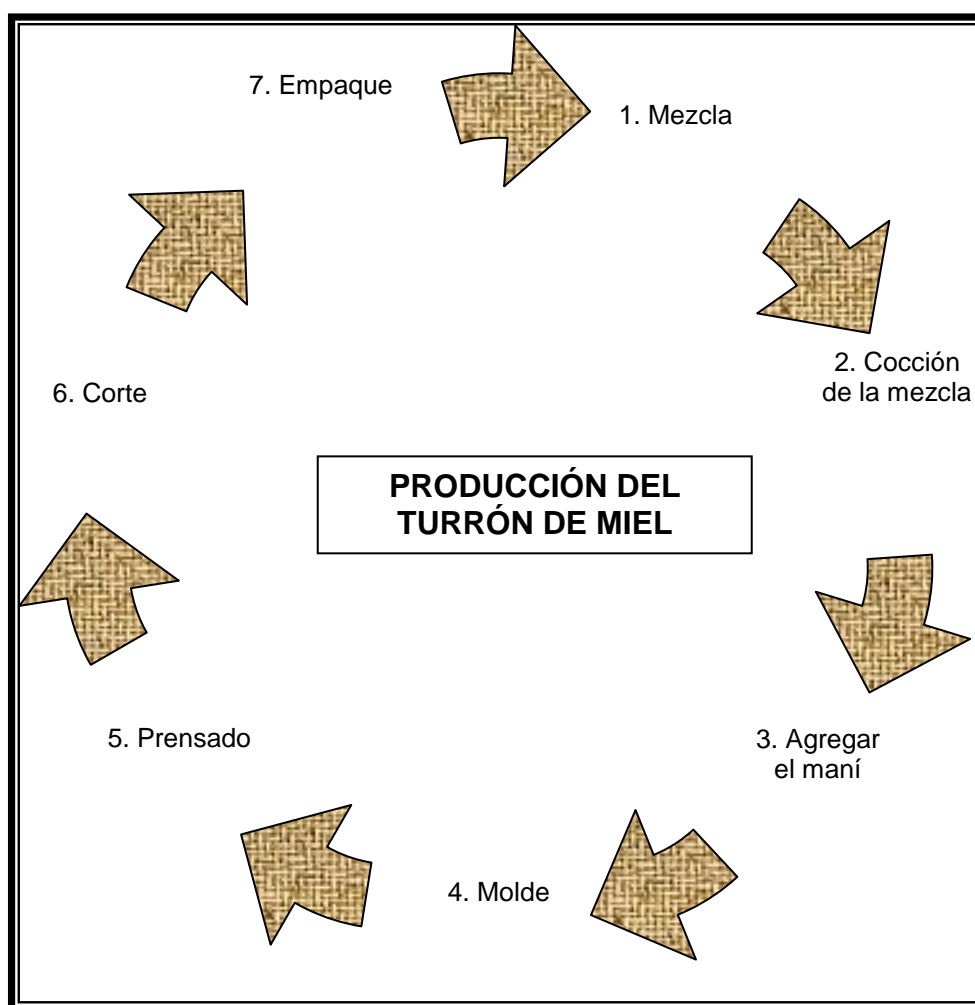 PRODUCCIÓN DEL
TURRÓN DE MIEL
1. Mezcla
2. Cocción
de la mezcla
3. Agregar
el maní
4. Molde
5. Prensado
6. Corte
7. Empaque